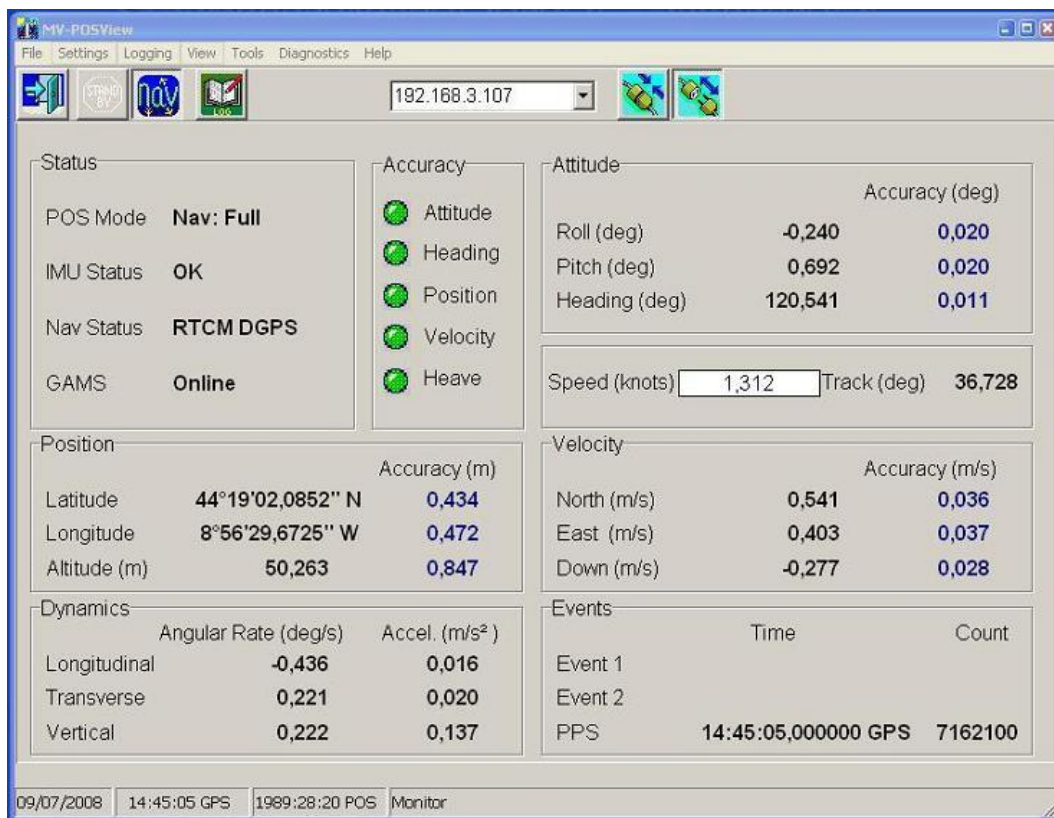 MV-POSView
File Settings Logging View Tools Diagnostics Help
STAND BY nav LOG 192.168.3.107
Status
POS Mode Nav: Full
IMU Status OK
Nav Status RTCM DGPS
GAMS Online
Accuracy
Attitude
Heading
Position
Velocity
Heave
Attitude
Accuracy (deg)
Roll (deg) -0,240 0,020
Pitch (deg) 0,692 0,020
Heading (deg) 120,541 0,011
Speed (knots) 1,312 Track (deg) 36,728
Position
Accuracy (m)
Latitude 44°19'02,0852'' N 0,434
Longitude 8°56'29,6725'' W 0,472
Altitude (m) 50,263 0,847
Velocity
Accuracy (m/s)
North (m/s) 0,541 0,036
East (m/s) 0,403 0,037
Down (m/s) -0,277 0,028
Dynamics
Angular Rate (deg/s) Accel. (m/s²)
Longitudinal -0,436 0,016
Transverse 0,221 0,020
Vertical 0,222 0,137
Events
Time Count
Event 1
Event 2
PPS 14:45:05,000000 GPS 7162100
09/07/2008 14:45:05 GPS 1989:28:20 POS Monitor